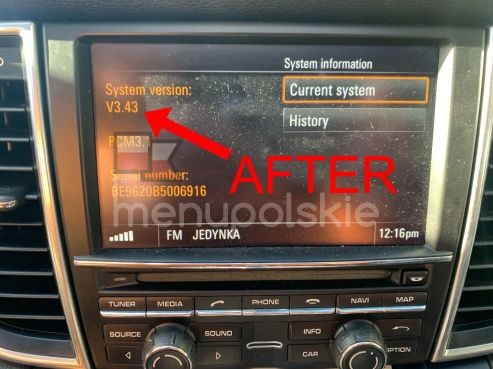 System information
System version:
V3.43
Current system
History
PCM3.1
AFTER
Serial number:
BE9620B5006916
menupolskie
FM JEDYNKA
12:16pm
TUNER
MEDIA
PHONE
NAVI
MAP
SOURCE
SOUND
INFO
CAR
OPTION